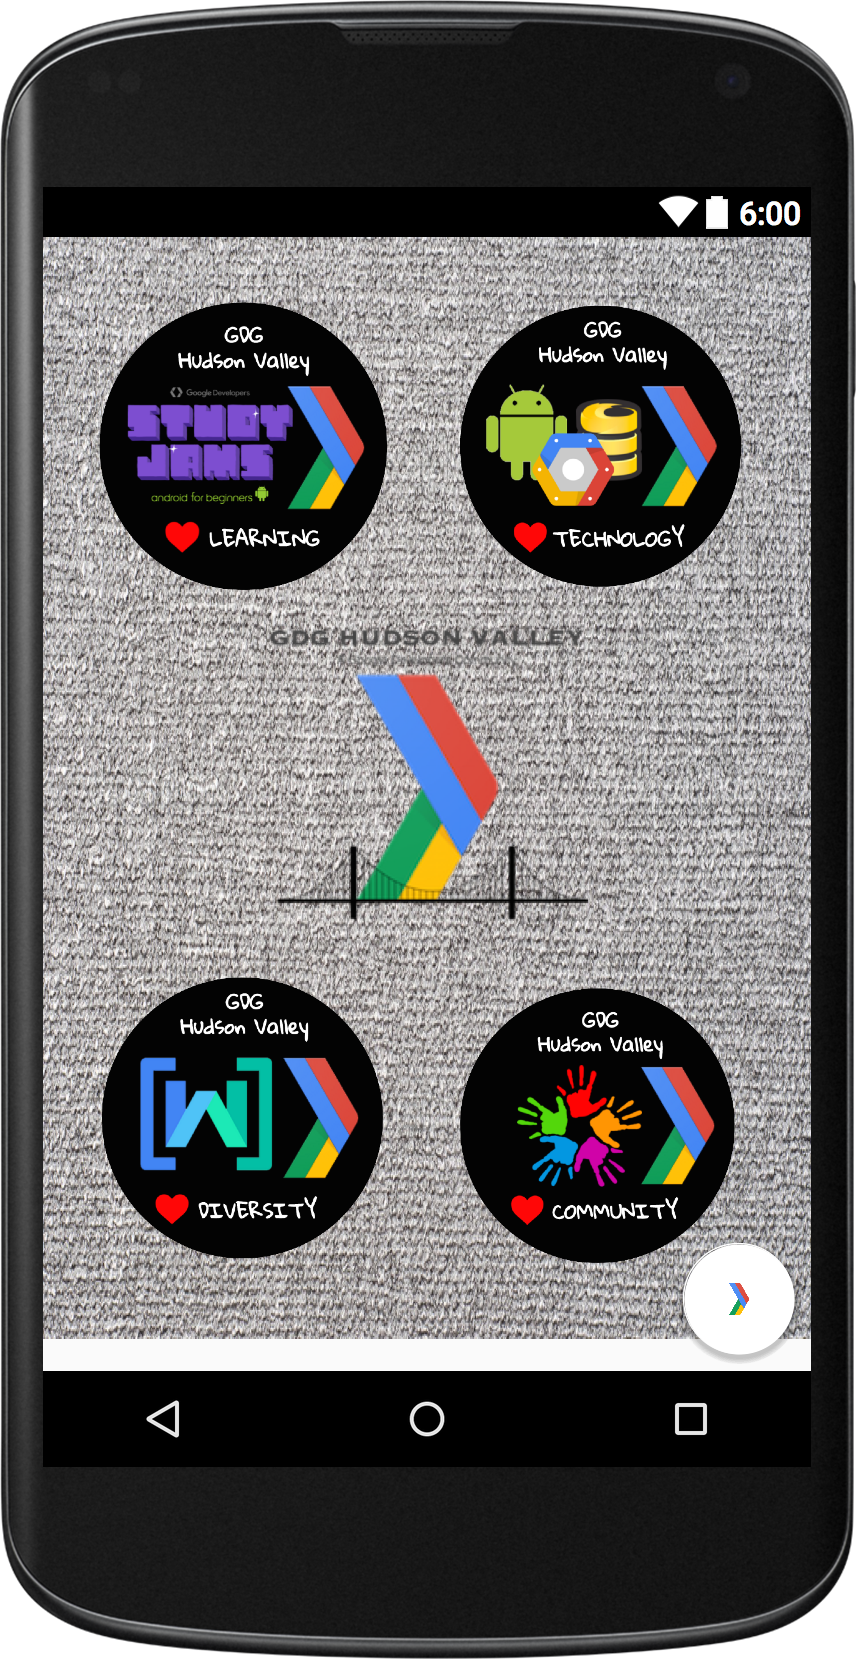 6:00
GDG
Hudson Valley
Google Developers
STUDY
JAMS
android for beginners
LEARNING
GDG
Hudson Valley
TECHNOLOGY
GDG HUDSON VALLEY
GDG
Hudson Valley
W
DIVERSITY
GDG
Hudson Valley
COMMUNITY